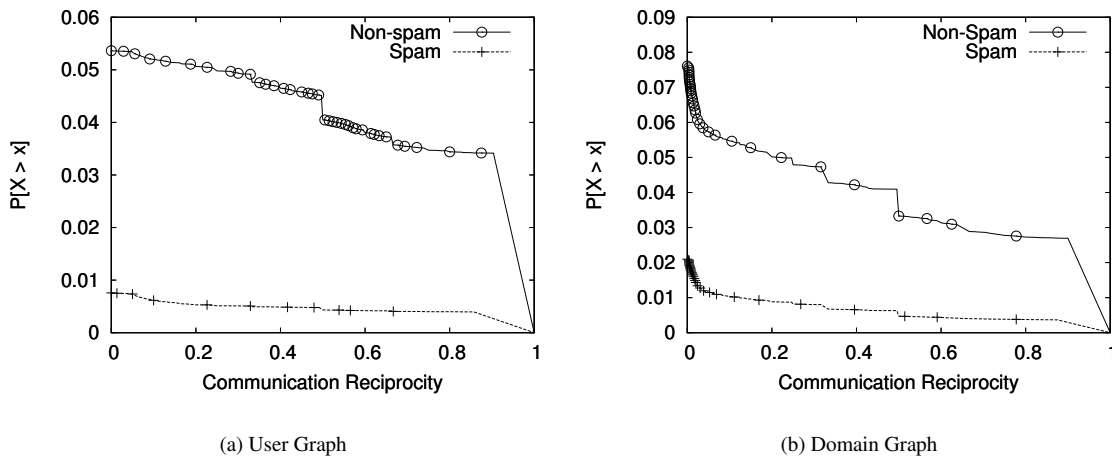 0.06
0.05
0.04
0.03
0.02
0.01
0
P[X > x]
Non-spam
Spam
0 0.2 0.4 0.6 0.8 1
Communication Reciprocity
(a) User Graph
0.09
0.08
0.07
0.06
0.05
0.04
0.03
0.02
0.01
0
P[X > x]
Non-Spam
Spam
0 0.2 0.4 0.6 0.8 1
Communication Reciprocity
(b) Domain Graph